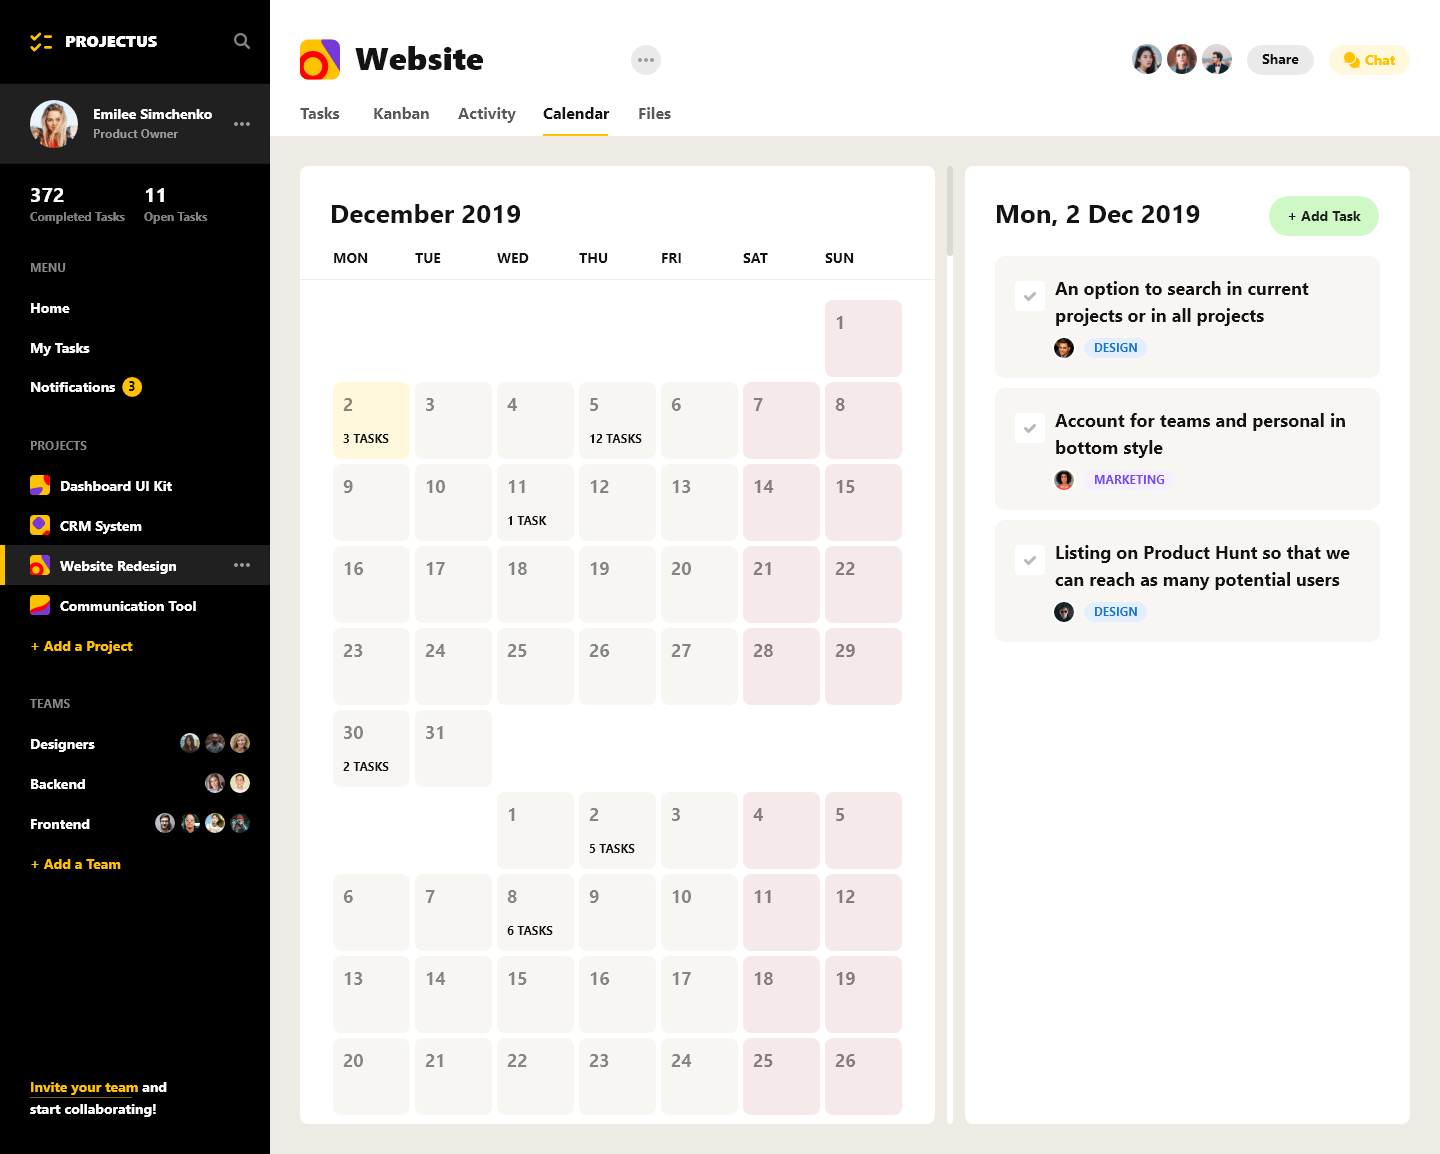 PROJECTUS
Emilee Simchenko
Product Owner
372
Completed Tasks
11
Open Tasks
MENU
Home
My Tasks
Notifications 3
PROJECTS
Dashboard UI Kit
CRM System
Website Redesign
Communication Tool
+ Add a Project
TEAMS
Designers
Backend
Frontend
+ Add a Team
Invite your team and
start collaborating!
Website
Share
Chat
Tasks Kanban Activity Calendar Files
December 2019
MON TUE WED THU FRI SAT SUN
1
2 3 4 5 6 7 8
3 TASKS 12 TASKS
9 10 11 12 13 14 15
1 TASK
16 17 18 19 20 21 22
23 24 25 26 27 28 29
30 31
2 TASKS
1 2 3 4 5
5 TASKS
6 7 8 9 10 11 12
6 TASKS
13 14 15 16 17 18 19
20 21 22 23 24 25 26
Mon, 2 Dec 2019
+ Add Task
An option to search in current
projects or in all projects
DESIGN
Account for teams and personal in
bottom style
MARKETING
Listing on Product Hunt so that we
can reach as many potential users
DESIGN